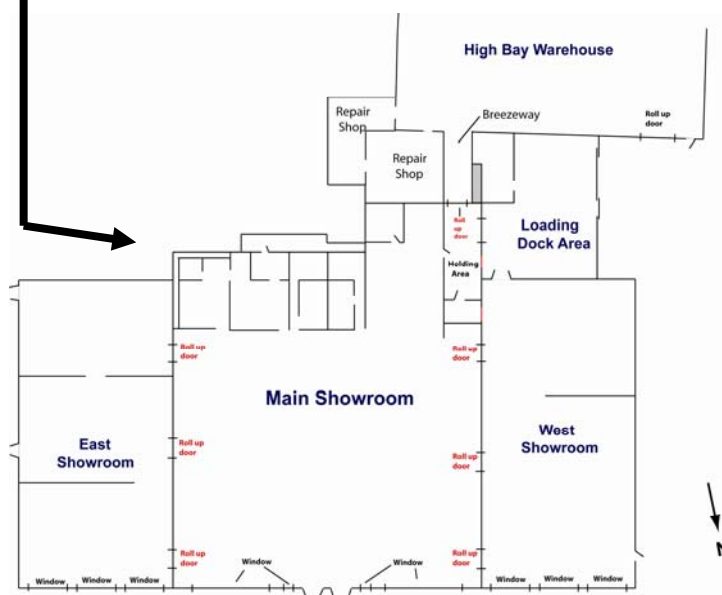 High Bay Warehouse
Repair
Shop
Breezeway
Roll up
door
Repair
Shop
Roll
up
door
Loading
Dock Area
Holding
Area
Roll up
door
Roll up
door
Main Showroom
East
Showroom
West
Showroom
Roll up
door
Roll up
door
Roll up
door
Roll up
door
Window
Window
Window
Window
Window
Window
Window
Window